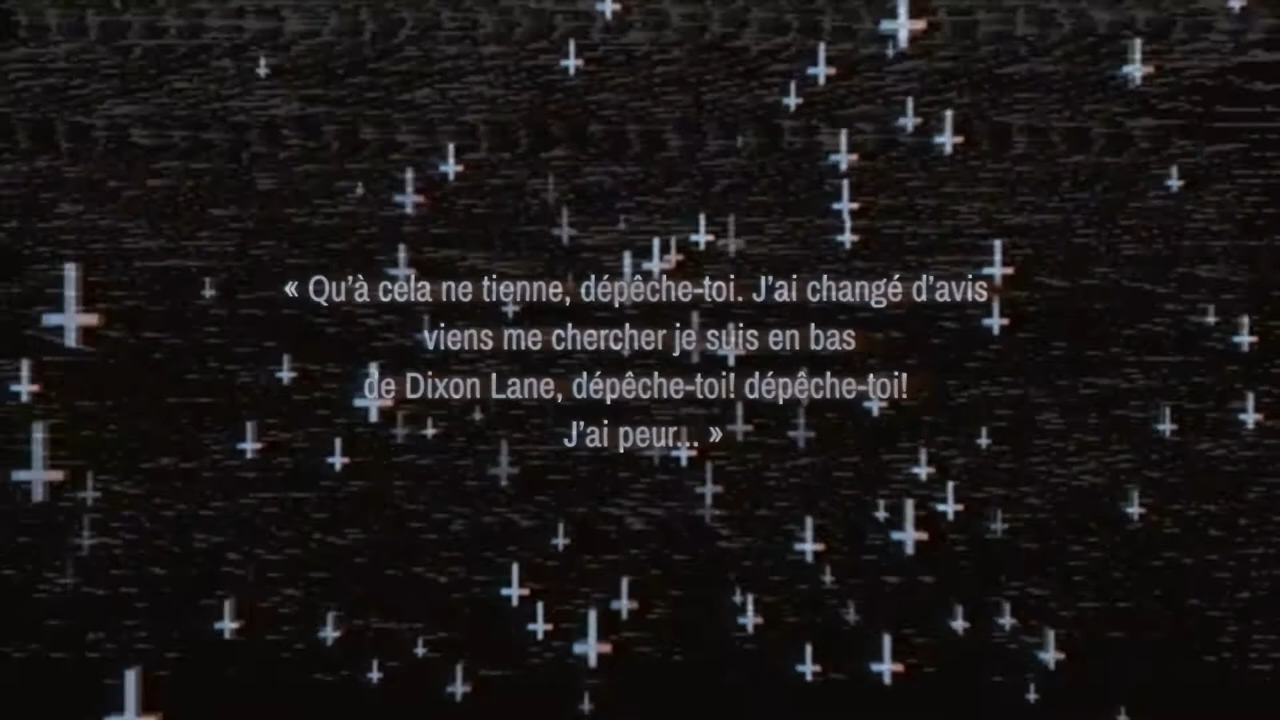 « Qu’à cela ne tienne, dépêche-toi. J’ai changé d’avis
viens me chercher je suis en bas
de Dixon Lane, dépêche-toi! dépêche-toi!
J’ai peur... »